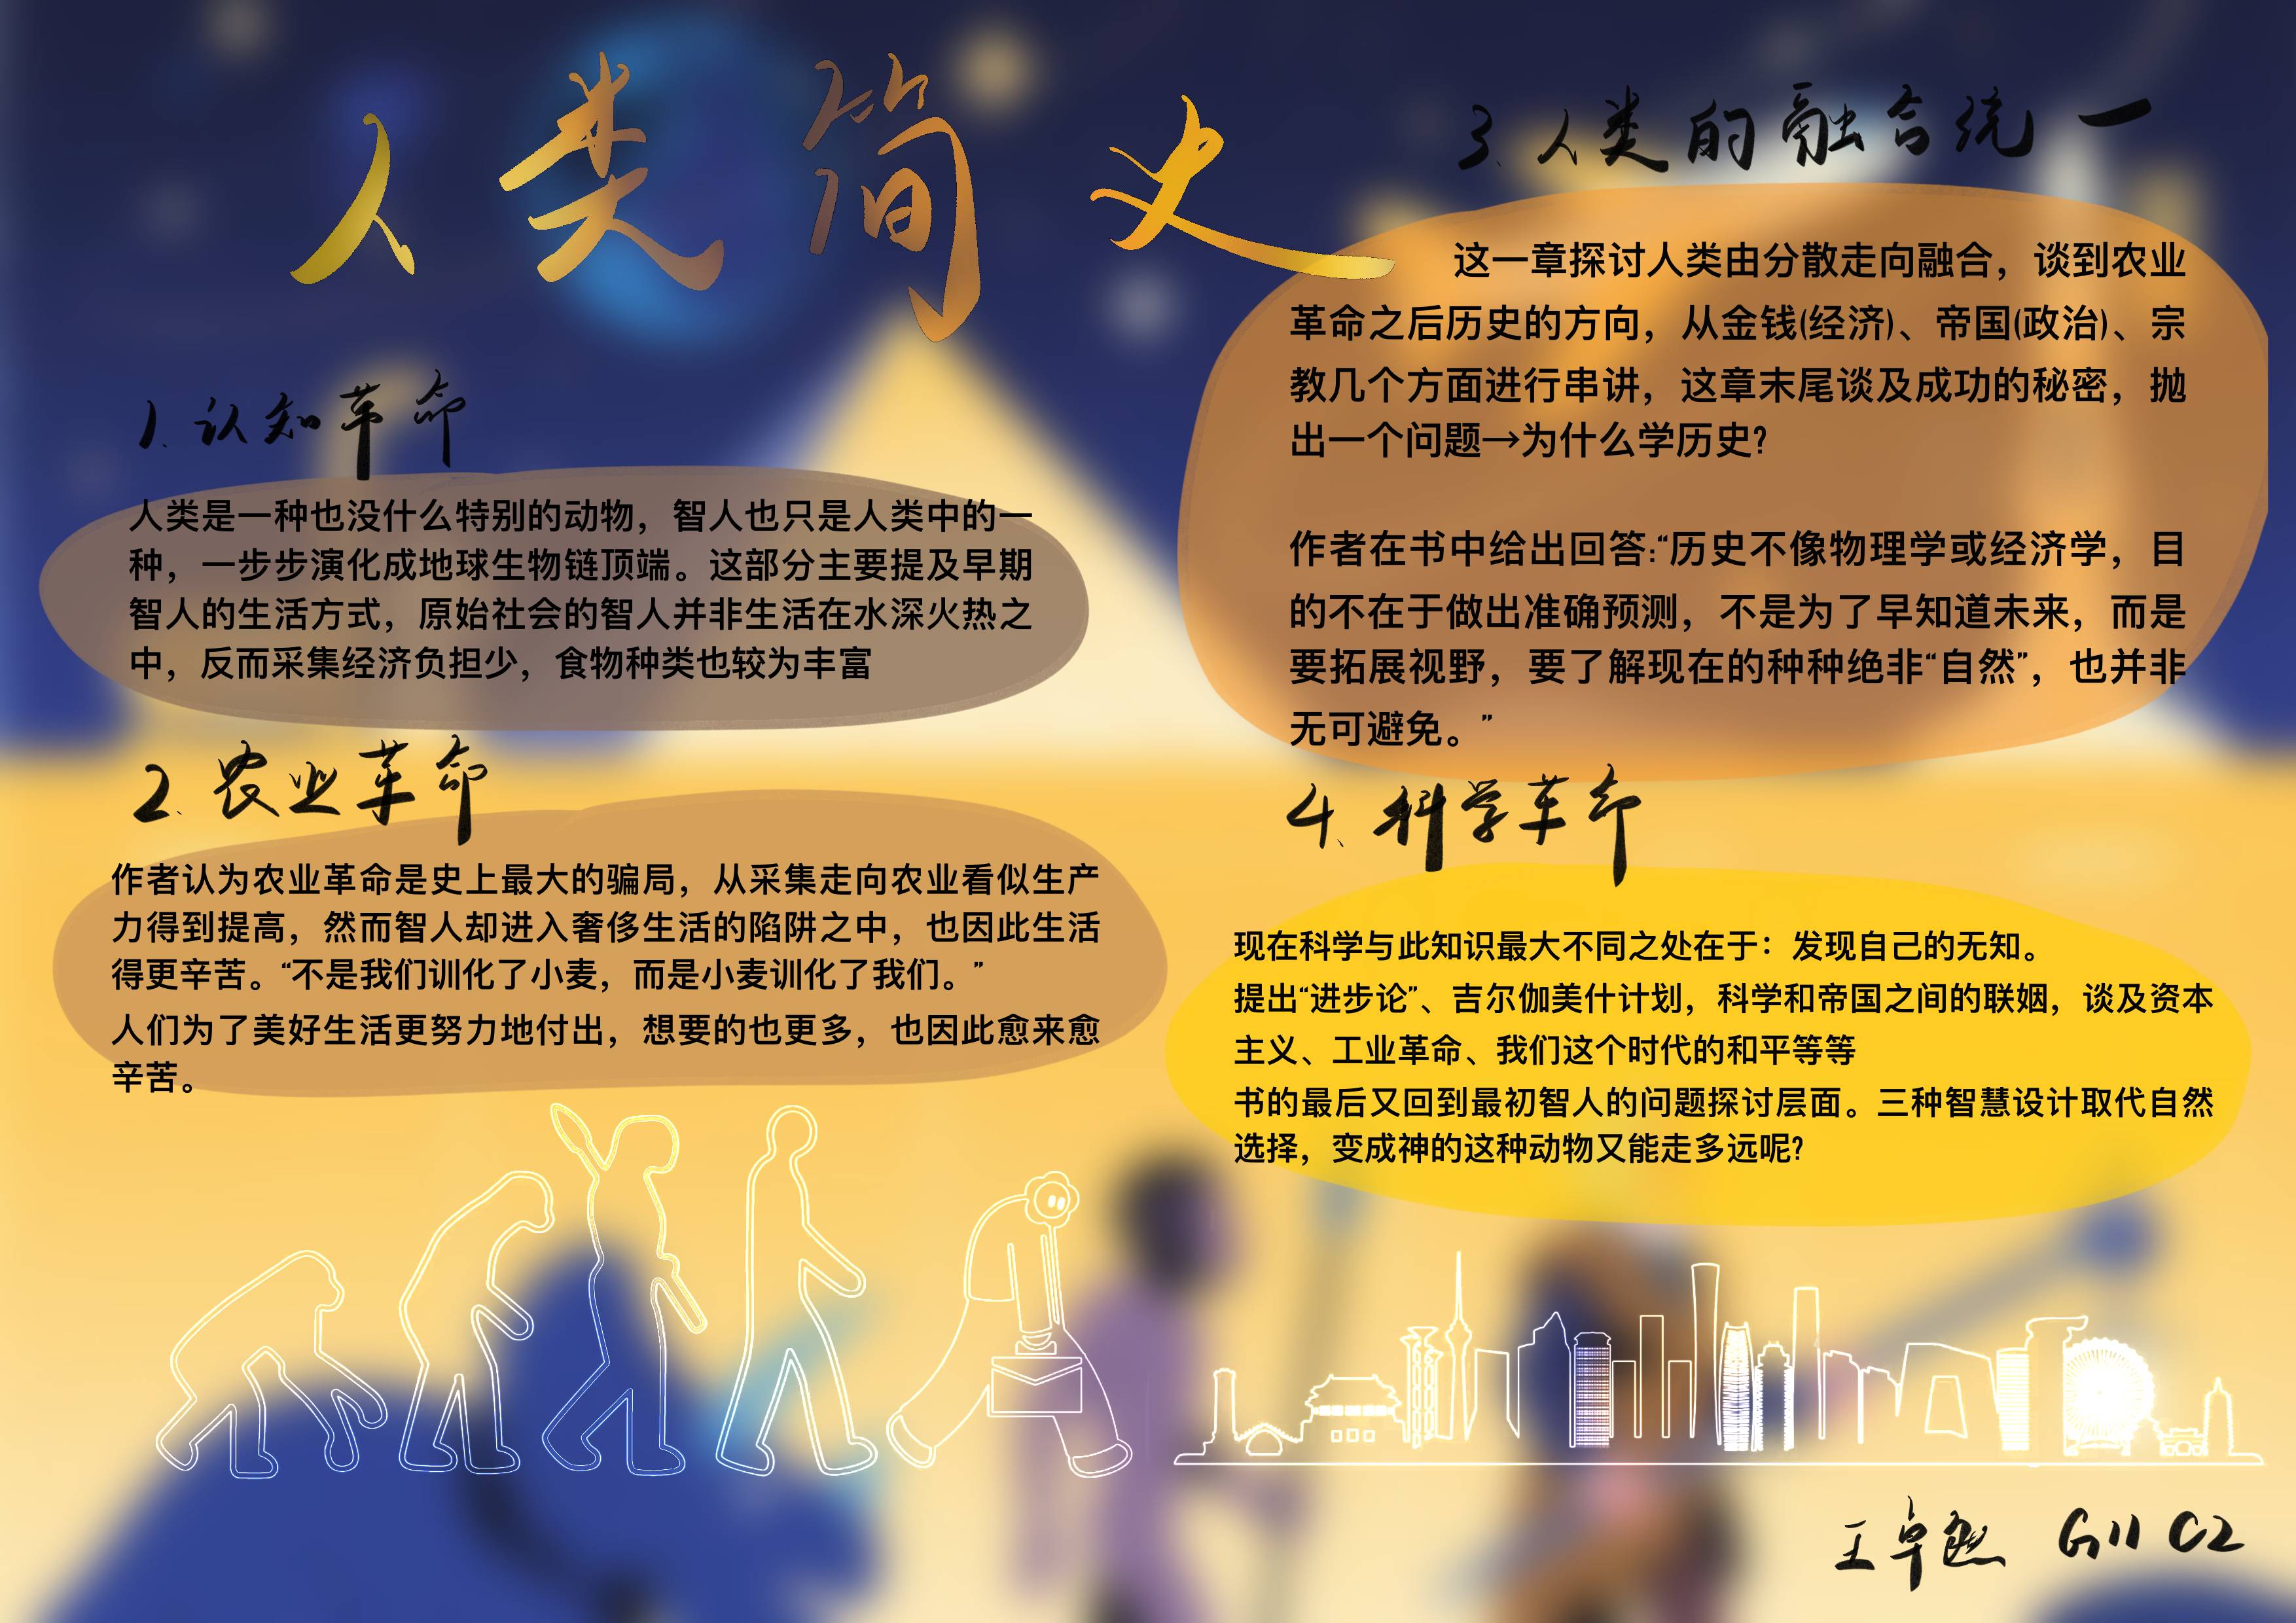 人类简史
1. 认知革命
人类是一种也没什么特别的动物，智人也只是人类中的一
种，一步步演化成地球生物链顶端。这部分主要提及早期
智人的生活方式，原始社会的智人并非生活在水深火热之
中，反而采集经济负担少，食物种类也较为丰富
2. 农业革命
作者认为农业革命是史上最大的骗局，从采集走向农业看似生产
力得到提高，然而智人却进入奢侈生活的陷阱之中，也因此生活
得更辛苦。“不是我们训化了小麦，而是小麦训化了我们。”
人们为了美好生活更努力地付出，想要的也更多，也因此愈来愈
辛苦。
3. 人类的融合统一
这一章探讨人类由分散走向融合，谈到农业
革命之后历史的方向，从金钱(经济)、帝国(政治)、宗
教几个方面进行串讲，这章末尾谈及成功的秘密，抛
出一个问题→为什么学历史?
作者在书中给出回答:“历史不像物理学或经济学，目
的不在于做出准确预测，不是为了早知道未来，而是
要拓展视野，要了解现在的种种绝非“自然”，也并非
无可避免。”
4. 科学革命
现在科学与此知识最大不同之处在于：发现自己的无知。
提出“进步论”、吉尔伽美什计划，科学和帝国之间的联姻，谈及资本
主义、工业革命、我们这个时代的和平等等
书的最后又回到最初智人的问题探讨层面。三种智慧设计取代自然
选择，变成神的这种动物又能走多远呢?
王卓 G11 C2